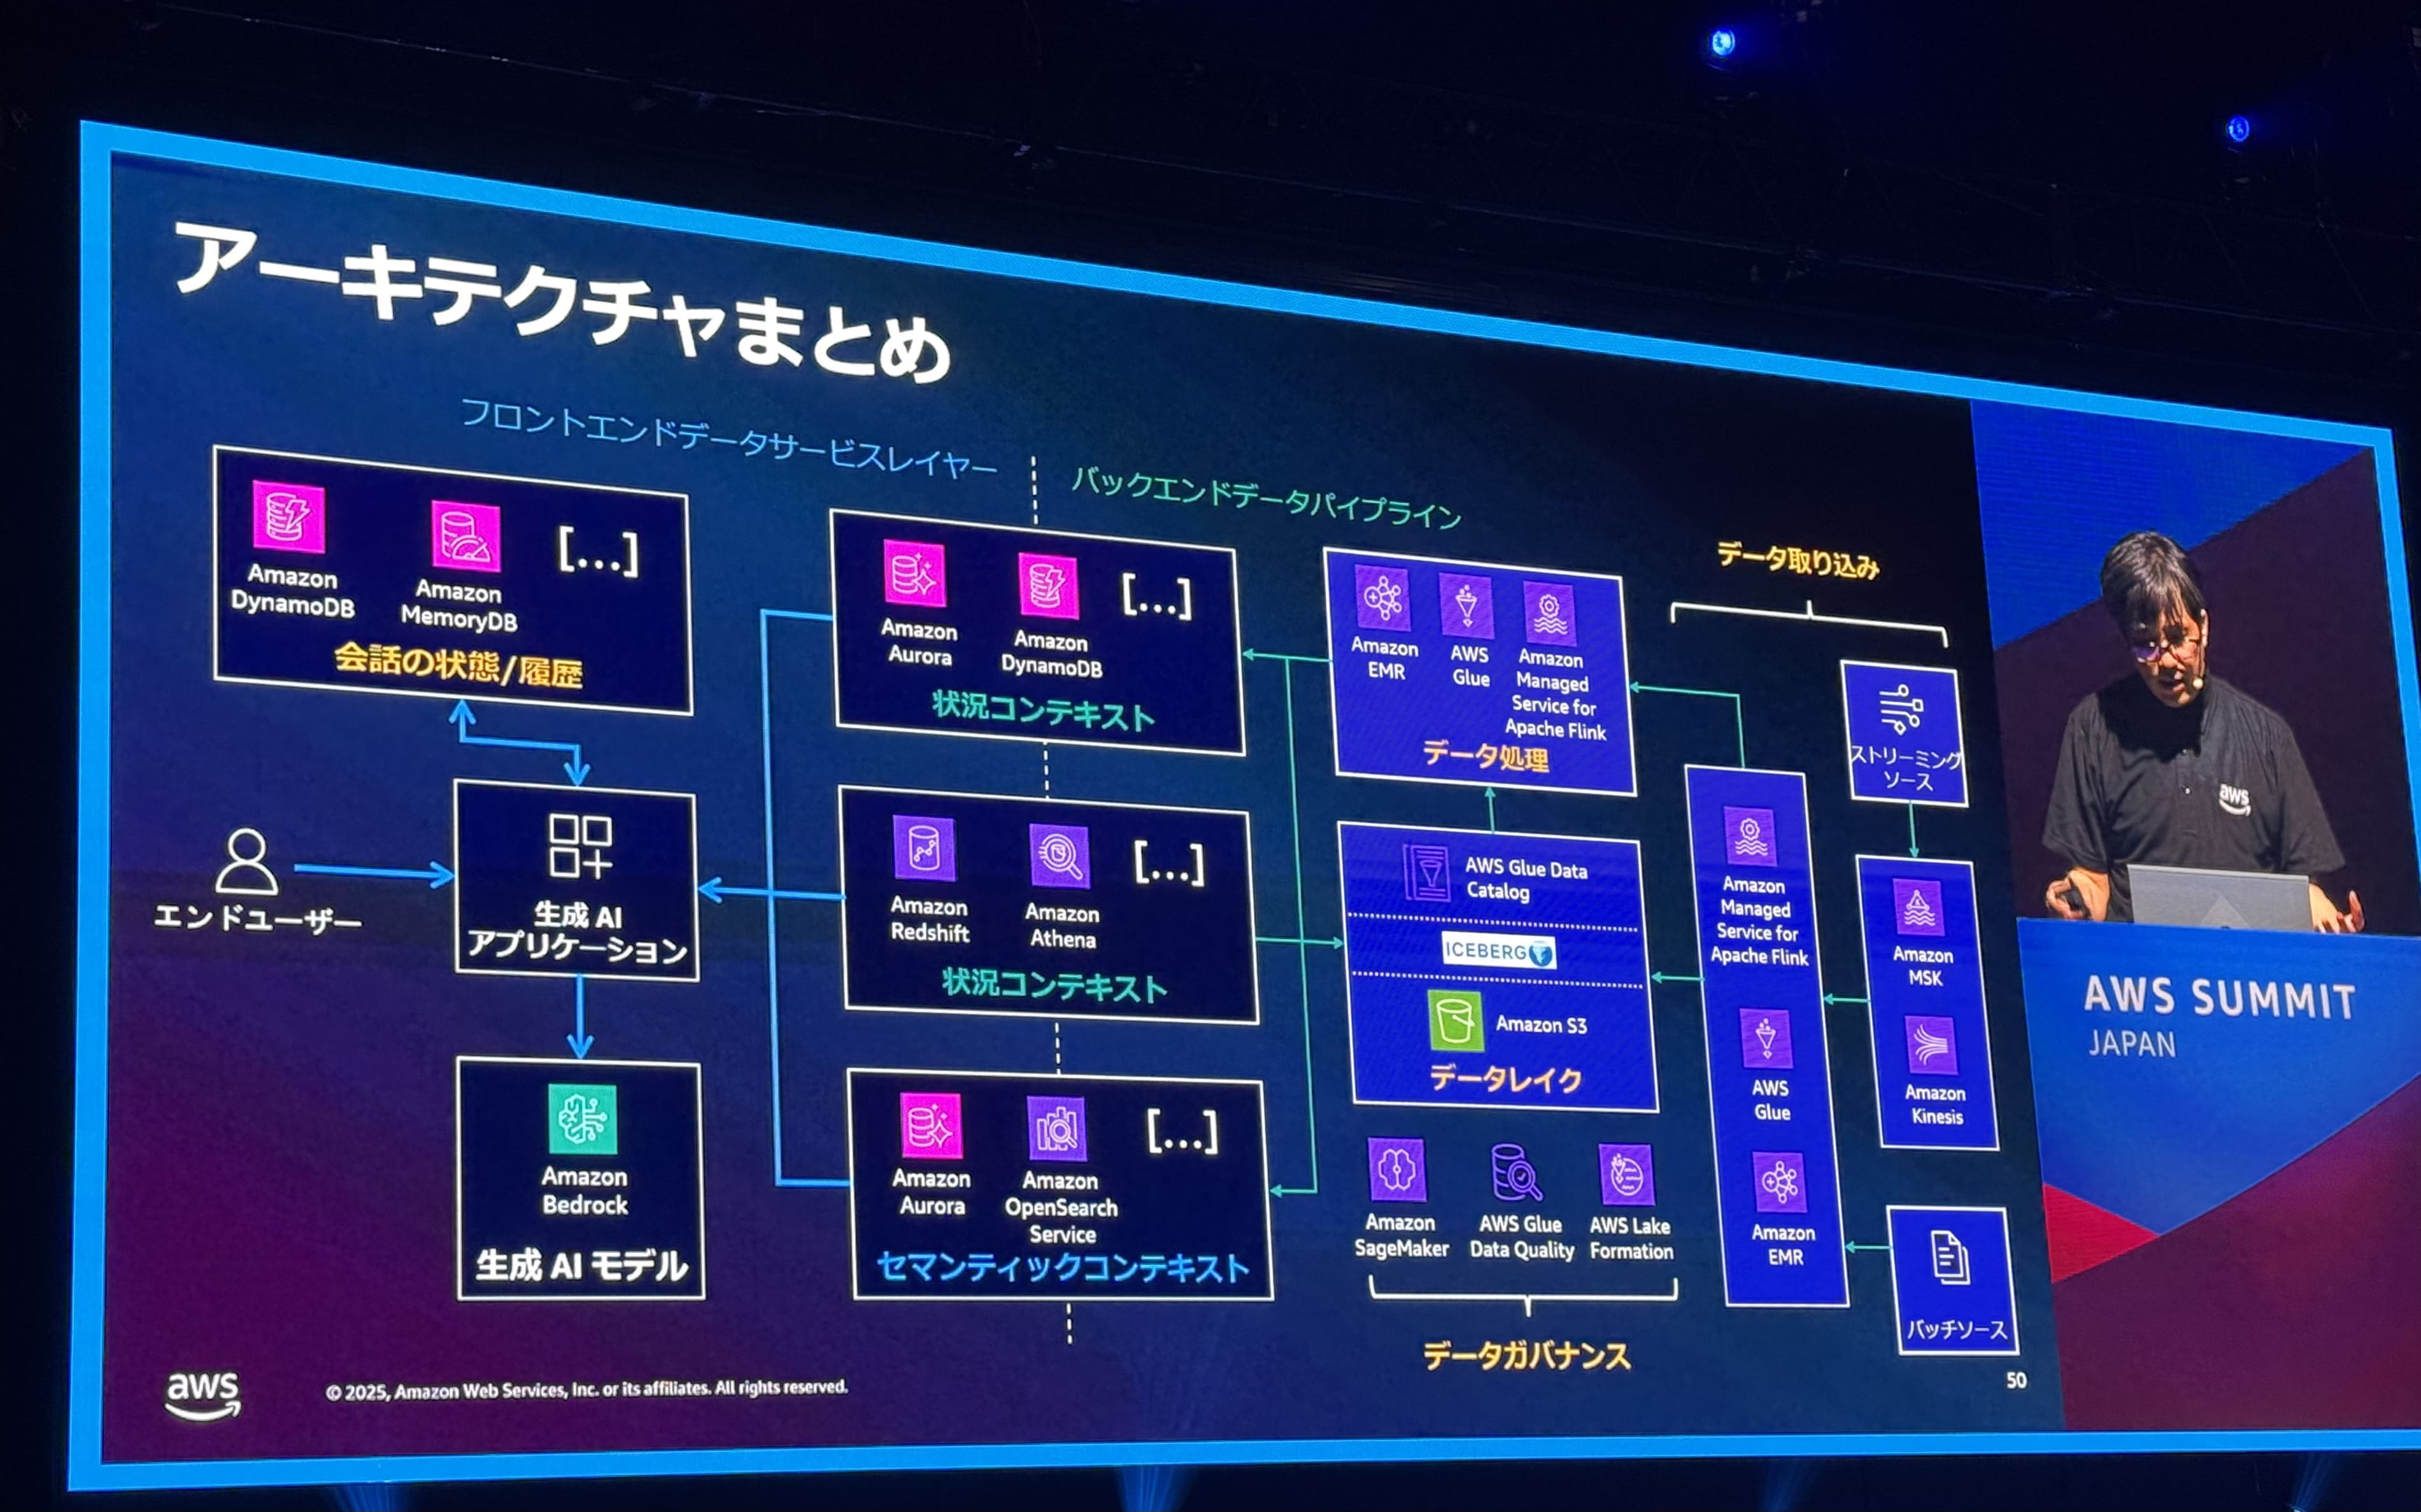 アーキテクチャまとめ
フロントエンドデータサービスレイヤー
バックエンドデータパイプライン
Amazon
DynamoDB
Amazon
MemoryDB
[...]
会話の状態/履歴
エンドユーザー
生成 AI
アプリケーション
Amazon
Bedrock
生成 AI モデル
Amazon
Aurora
Amazon
DynamoDB
[...]
状況コンテキスト
Amazon
Redshift
Amazon
Athena
[...]
状況コンテキスト
Amazon
Aurora
Amazon
OpenSearch
Service
[...]
セマンティックコンテキスト
Amazon
EMR
AWS
Glue
Amazon
Managed
Service for
Apache Flink
データ処理
AWS Glue Data
Catalog
ICEBERG
Amazon S3
データレイク
Amazon
SageMaker
AWS Glue
Data Quality
AWS Lake
Formation
データガバナンス
データ取り込み
Amazon
Managed
Service for
Apache Flink
AWS
Glue
Amazon
EMR
ストリーミング
ソース
Amazon
MSK
Amazon
Kinesis
バッチソース
aws
© 2025, Amazon Web Services, Inc. or its affiliates. All rights reserved.
50
aws
AWS SUMMIT
JAPAN